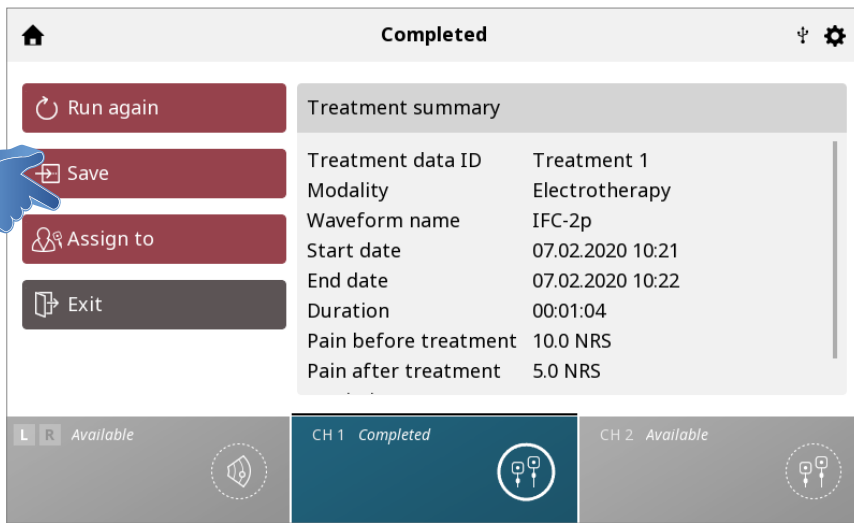 Completed
Run again
Save
Assign to
Exit
Treatment summary
Treatment data ID Treatment 1
Modality Electrotherapy
Waveform name IFC-2p
Start date 07.02.2020 10:21
End date 07.02.2020 10:22
Duration 00:01:04
Pain before treatment 10.0 NRS
Pain after treatment 5.0 NRS
L R Available
CH 1 Completed
CH 2 Available